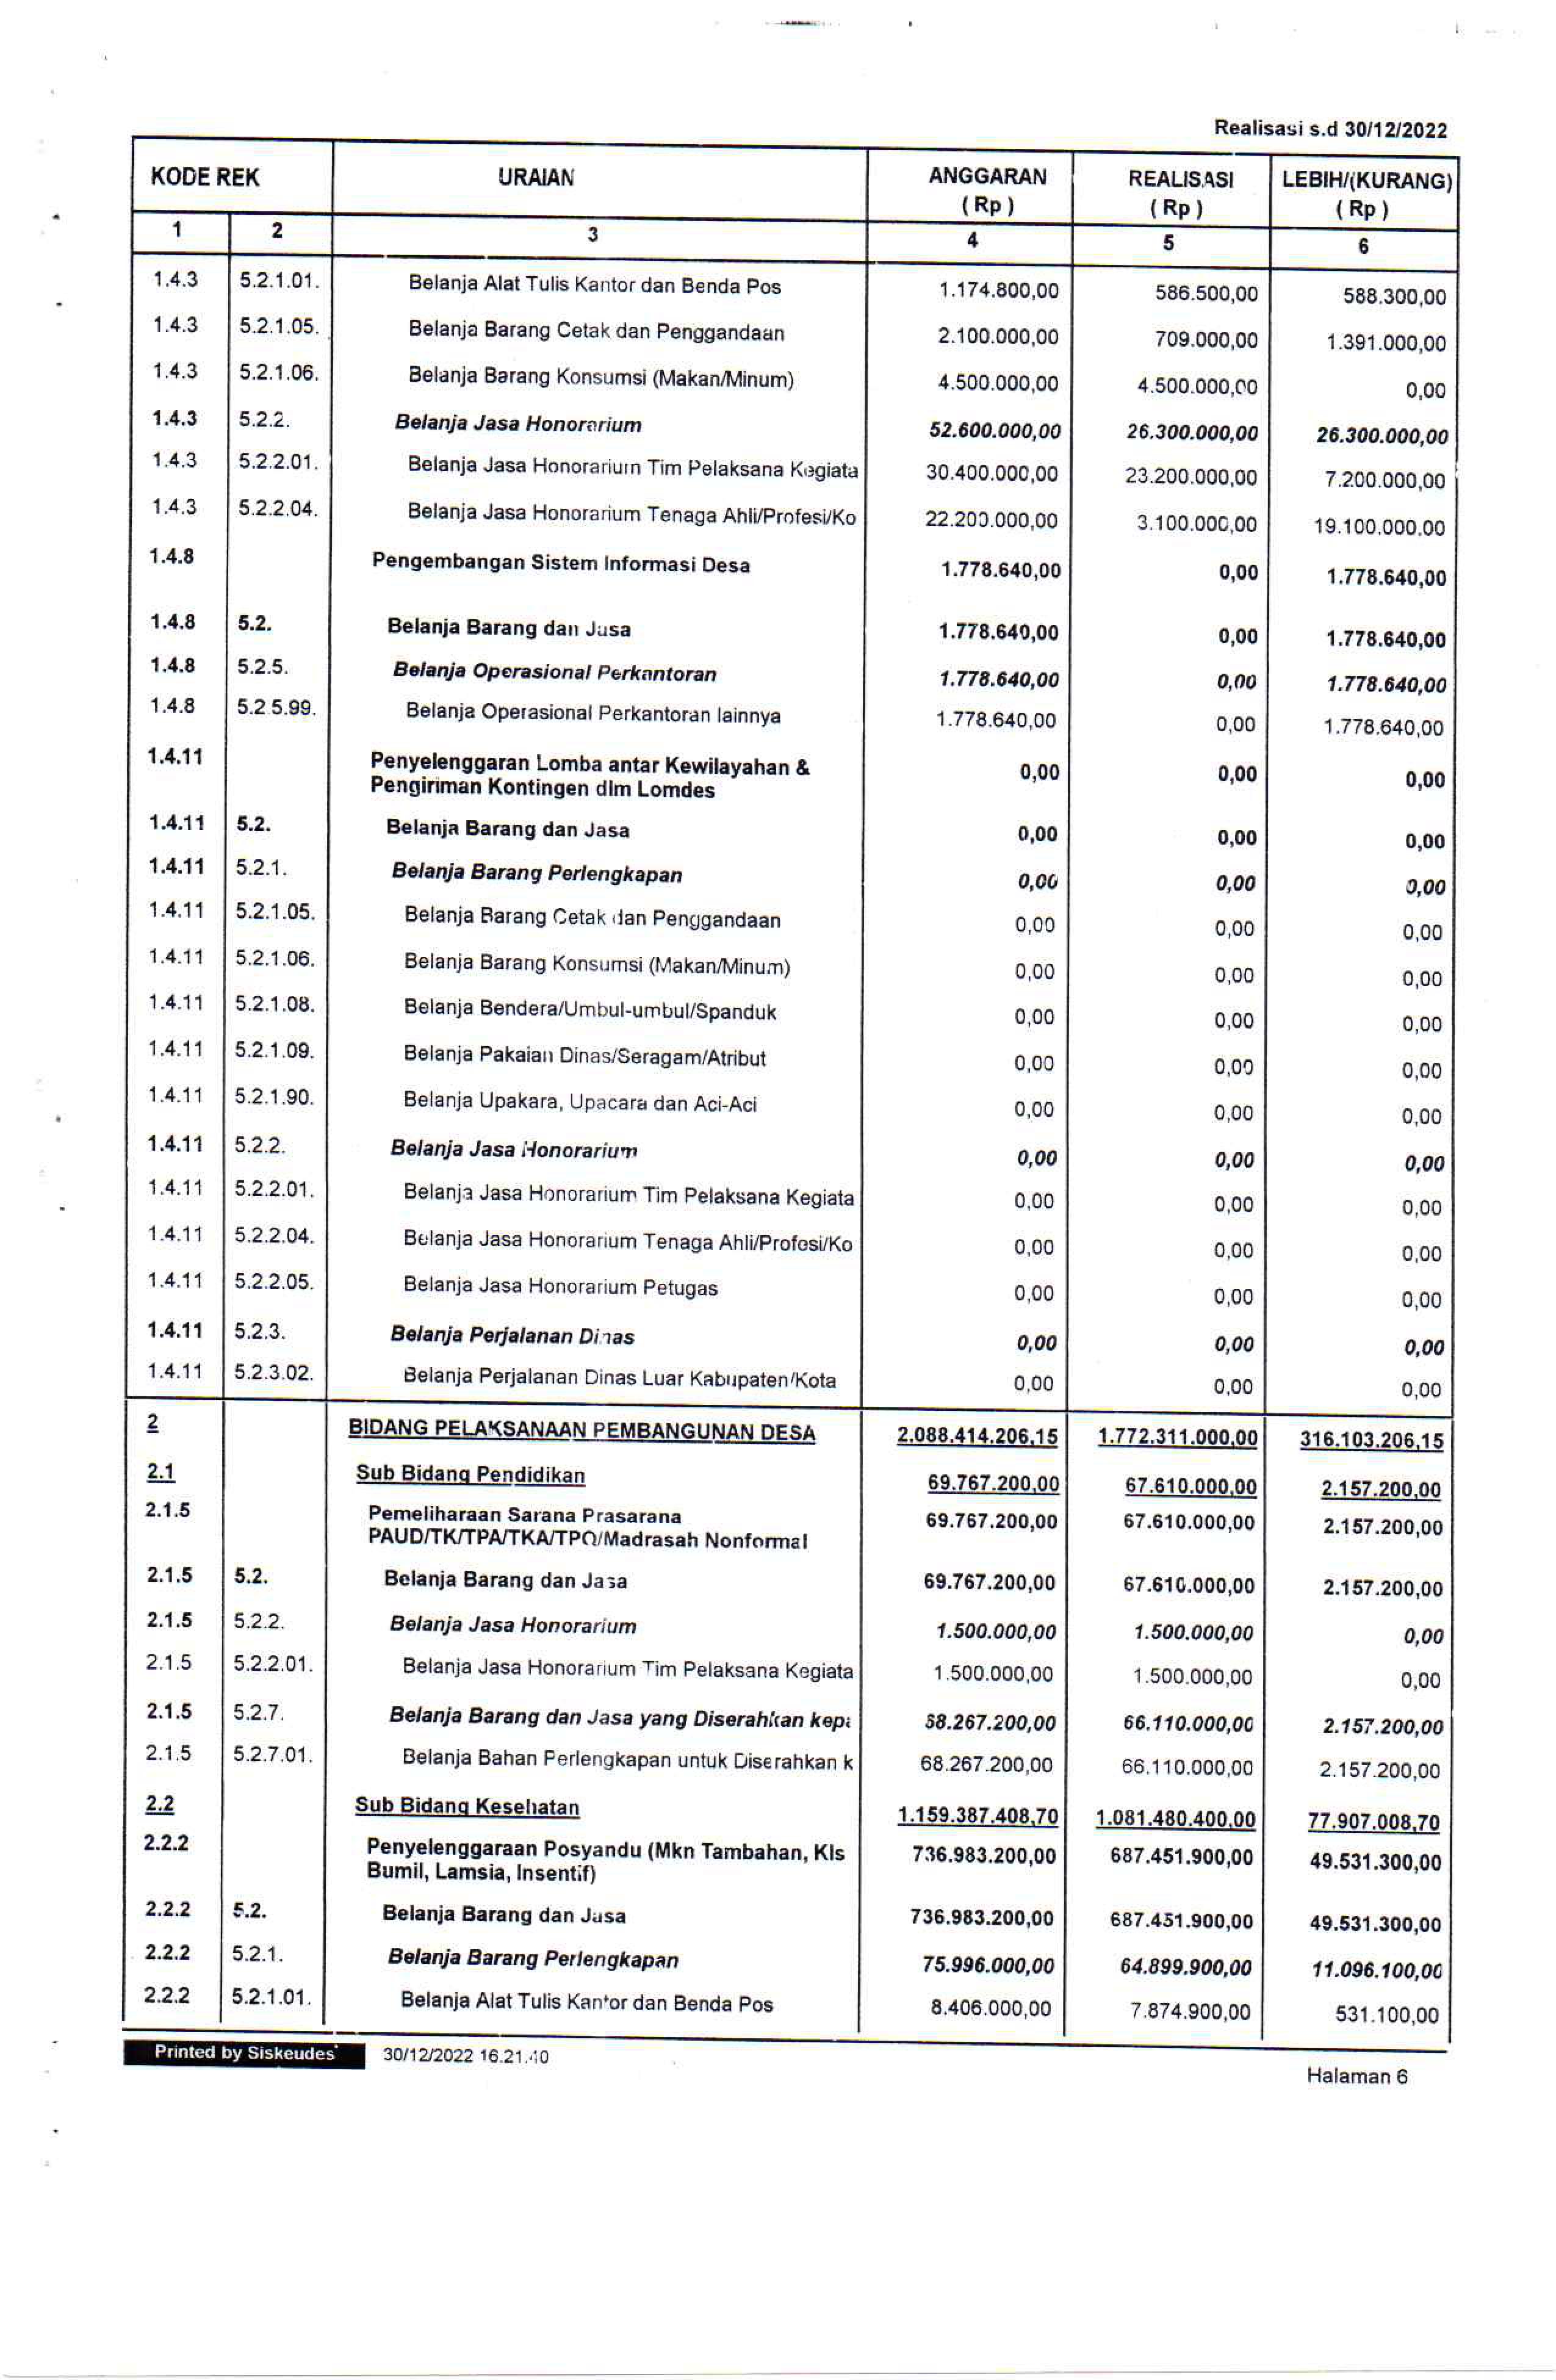 Realisasi s.d 30/12/2022
KODE REK URAIAN ANGGARAN REALISASI LEBIH/(KURANG)
(Rp) (Rp) (Rp)
1 2 3 4 5 6
1.4.3 5.2.1.01. Belanja Alat Tulis Kantor dan Benda Pos 1.174.800,00 586.500,00 588.300,00
1.4.3 5.2.1.05. Belanja Barang Cetak dan Penggandaan 2.100.000,00 709.000,00 1.391.000,00
1.4.3 5.2.1.06. Belanja Barang Konsumsi (Makan/Minum) 4.500.000,00 4.500.000,00 0,00
1.4.3 5.2.2. Belanja Jasa Honorarium 52.600.000,00 26.300.000,00 26.300.000,00
1.4.3 5.2.2.01. Belanja Jasa Honorarium Tim Pelaksana Kegiata 30.400.000,00 23.200.000,00 7.200.000,00
1.4.3 5.2.2.04. Belanja Jasa Honorarium Tenaga Ahli/Profesi/Ko 22.200.000,00 3.100.000,00 19.100.000,00
1.4.8 Pengembangan Sistem Informasi Desa 1.778.640,00 0,00 1.778.640,00
1.4.8 5.2. Belanja Barang dan Jasa 1.778.640,00 0,00 1.778.640,00
1.4.8 5.2.5. Belanja Operasional Perkantoran 1.778.640,00 0,00 1.778.640,00
1.4.8 5.2.5.99. Belanja Operasional Perkantoran lainnya 1.778.640,00 0,00 1.778.640,00
1.4.11 Penyelenggaran Lomba antar Kewilayahan & 0,00 0,00 0,00
Pengiriman Kontingen dlm Lomdes
1.4.11 5.2. Belanja Barang dan Jasa 0,00 0,00 0,00
1.4.11 5.2.1. Belanja Barang Perlengkapan 0,00 0,00 0,00
1.4.11 5.2.1.05. Belanja Barang Cetak dan Penggandaan 0,00 0,00 0,00
1.4.11 5.2.1.06. Belanja Barang Konsumsi (Makan/Minum) 0,00 0,00 0,00
1.4.11 5.2.1.08. Belanja Bendera/Umbul-umbul/Spanduk 0,00 0,00 0,00
1.4.11 5.2.1.09. Belanja Pakaian Dinas/Seragam/Atribut 0,00 0,00 0,00
1.4.11 5.2.1.90. Belanja Upakara, Upacara dan Aci-Aci 0,00 0,00 0,00
1.4.11 5.2.2. Belanja Jasa Honorarium 0,00 0,00 0,00
1.4.11 5.2.2.01. Belanja Jasa Honorarium Tim Pelaksana Kegiata 0,00 0,00 0,00
1.4.11 5.2.2.04. Belanja Jasa Honorarium Tenaga Ahli/Profesi/Ko 0,00 0,00 0,00
1.4.11 5.2.2.05. Belanja Jasa Honorarium Petugas 0,00 0,00 0,00
1.4.11 5.2.3. Belanja Perjalanan Dinas 0,00 0,00 0,00
1.4.11 5.2.3.02. Belanja Perjalanan Dinas Luar Kabupaten/Kota 0,00 0,00 0,00
2 BIDANG PELAKSANAAN PEMBANGUNAN DESA 2.088.414.206,15 1.772.311.000,00 316.103.206,15
2.1 Sub Bidang Pendidikan 69.767.200,00 67.610.000,00 2.157.200,00
2.1.5 Pemeliharaan Sarana Prasarana 69.767.200,00 67.610.000,00 2.157.200,00
PAUD/TK/TPA/TKA/TPQ/Madrasah Nonformal
2.1.5 5.2. Belanja Barang dan Jasa 69.767.200,00 67.610.000,00 2.157.200,00
2.1.5 5.2.2. Belanja Jasa Honorarium 1.500.000,00 1.500.000,00 0,00
2.1.5 5.2.2.01. Belanja Jasa Honorarium Tim Pelaksana Kegiata 1.500.000,00 1.500.000,00 0,00
2.1.5 5.2.7. Belanja Barang dan Jasa yang Diserahkan kepa 68.267.200,00 66.110.000,00 2.157.200,00
2.1.5 5.2.7.01. Belanja Bahan Perlengkapan untuk Diserahkan k 68.267.200,00 66.110.000,00 2.157.200,00
2.2 Sub Bidang Kesehatan 1.159.387.408,70 1.081.480.400,00 77.907.008,70
2.2.2 Penyelenggaraan Posyandu (Mkn Tambahan, Kls 736.983.200,00 687.451.900,00 49.531.300,00
Bumil, Lamsia, Insentif)
2.2.2 5.2. Belanja Barang dan Jasa 736.983.200,00 687.451.900,00 49.531.300,00
2.2.2 5.2.1. Belanja Barang Perlengkapan 75.996.000,00 64.899.900,00 11.096.100,00
2.2.2 5.2.1.01. Belanja Alat Tulis Kantor dan Benda Pos 8.406.000,00 7.874.900,00 531.100,00
Printed by Siskeudes 30/12/2022 16.21.40
Halaman 6